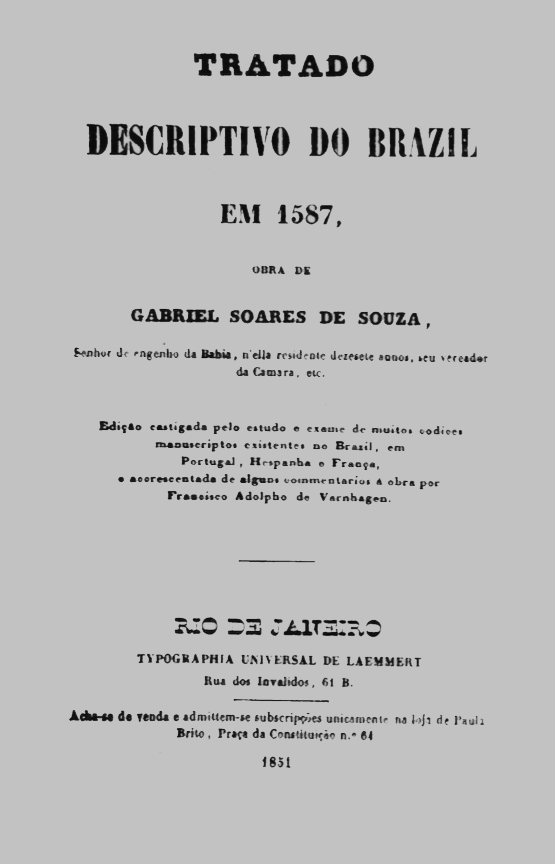 TRATADO
DESCRIPTIVO DO BRAZIL
EM 1587,
OBRA DE
GABRIEL SOARES DE SOUZA,
Senhor de engenho da Bahia, n'ella residente dezesete annos, seu vereador
da Camara, etc.
Edição castigada pelo estudo e exame de muitos codices
manuscriptos existentes no Brazil, em
Portugal, Hespanha e França,
e accrescentada de alguns commentarios á obra por
Francisco Adolpho de Varnhagen.
RIO DE JANEIRO
TYPOGRAPHIA UNIVERSAL DE LAEMMERT
Rua dos Invalidos, 61 B.
Acha-se de venda e admittem-se subscripções unicamente na loja de Paula
Brito, Praça da Constituição n.º 64
1851